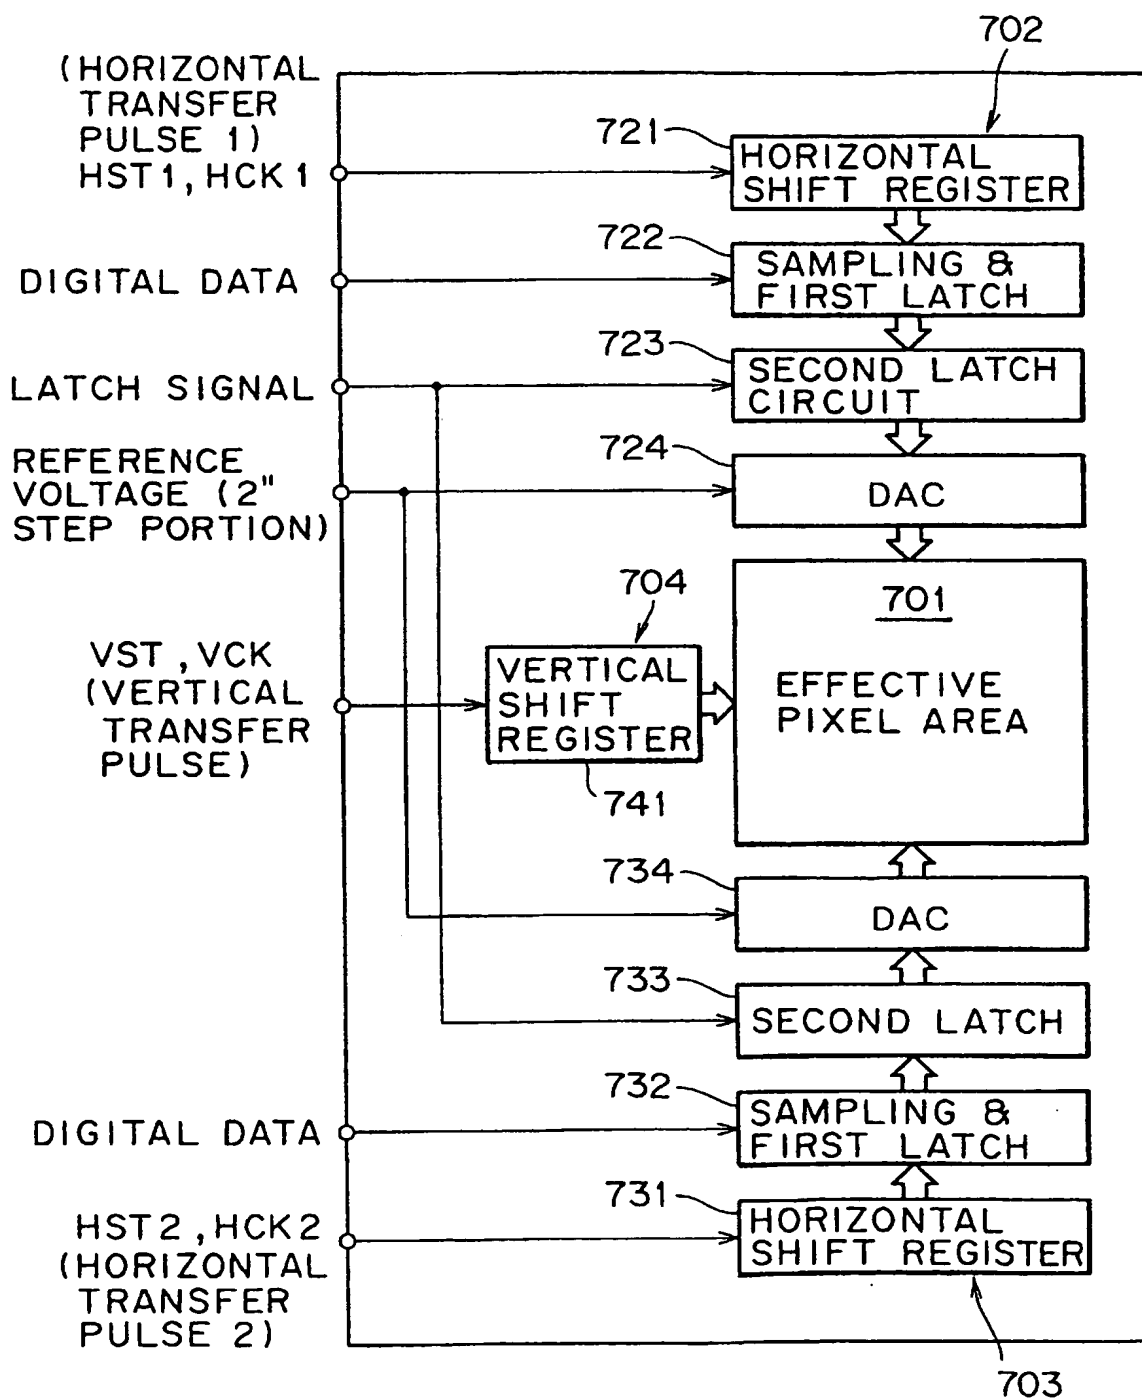 702
(HORIZONTAL
TRANSFER
PULSE 1)
HST1, HCK1
721
HORIZONTAL
SHIFT REGISTER
722
DIGITAL DATA
SAMPLING &
FIRST LATCH
723
LATCH SIGNAL
SECOND LATCH
CIRCUIT
724
REFERENCE
VOLTAGE (2"
STEP PORTION)
DAC
704
701
VST, VCK
(VERTICAL
TRANSFER
PULSE)
VERTICAL
SHIFT
REGISTER
741
EFFECTIVE
PIXEL AREA
734
DAC
733
SECOND LATCH
732
DIGITAL DATA
SAMPLING &
FIRST LATCH
731
HST2, HCK2
(HORIZONTAL
TRANSFER
PULSE 2)
HORIZONTAL
SHIFT REGISTER
703